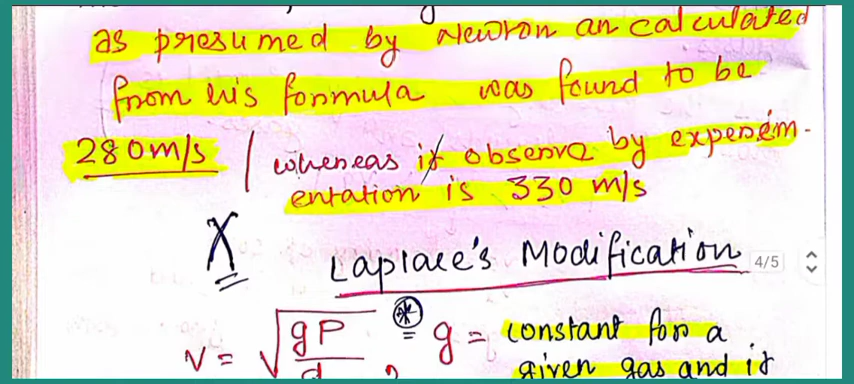 as presumed by Newton an calculated
from his formula was found to be
280m/s / whereas it observe by experim-
entation is 330 m/s
X
Laplace's Modification
4/5
V = √gP/d , * g = constant for a
given gas and it